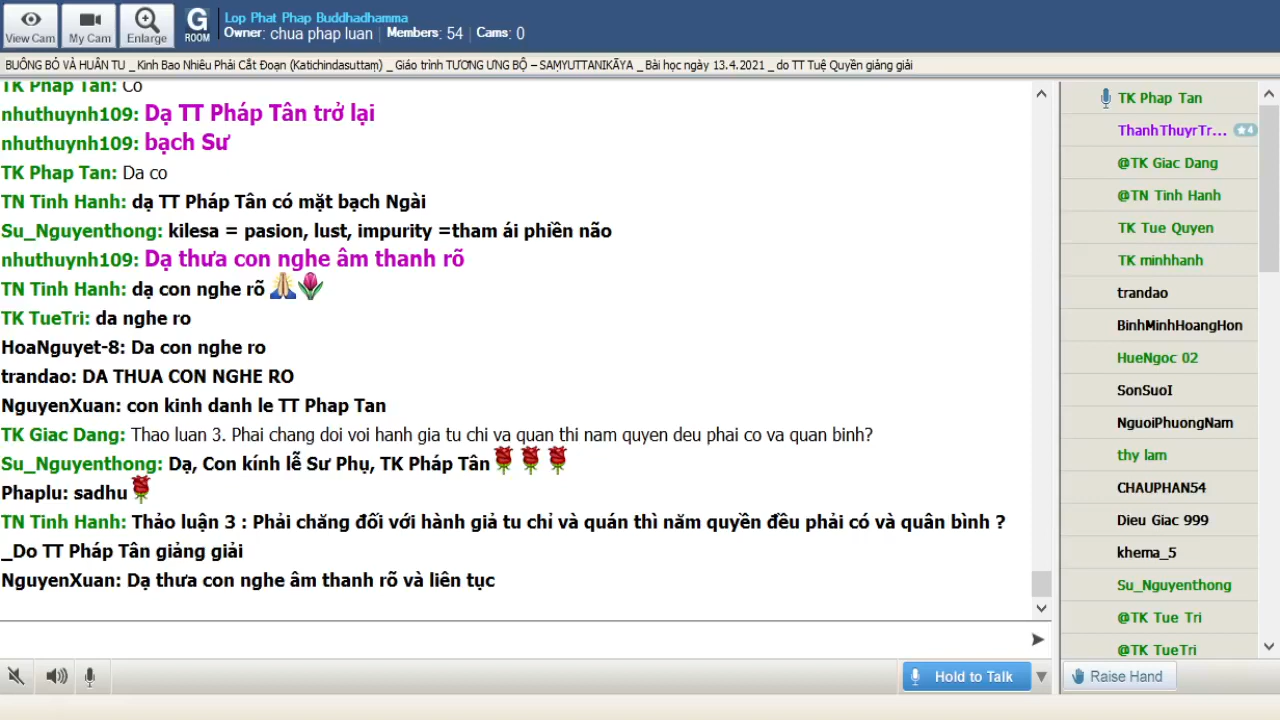 View Cam
My Cam
Enlarge
G
ROOM
Lop Phat Phap Buddhadhamma
Owner: chua phap luan Members: 54 Cams: 0
BUÔNG BỎ VÀ HUÂN TU _ Kinh Bao Nhiêu Phải Cắt Đoạn (Katichindasuttaṃ) _ Giáo trình TƯƠNG ƯNG BỘ – SAṂYUTTANIKĀYA _ Bài học ngày 13.4.2021 _ do TT Tuệ Quyền giảng giải
TK Phap Tan: Co
nhuthuynh109: Dạ TT Pháp Tân trở lại
nhuthuynh109: bạch Sư
TK Phap Tan: Da co
TN Tinh Hanh: dạ TT Pháp Tân có mặt bạch Ngài
Su_Nguyenthong: kilesa = pasion, lust, impurity =tham ái phiền não
nhuthuynh109: Dạ thưa con nghe âm thanh rõ
TN Tinh Hanh: dạ con nghe rõ
TK TueTri: da nghe ro
HoaNguyet-8: Da con nghe ro
trandao: DA THUA CON NGHE RO
NguyenXuan: con kinh danh le TT Phap Tan
TK Giac Dang: Thao luan 3. Phai chang doi voi hanh gia tu chi va quan thi nam quyen deu phai co va quan binh?
Su_Nguyenthong: Dạ, Con kính lễ Sư Phụ, TK Pháp Tân
Phaplu: sadhu
TN Tinh Hanh: Thảo luận 3 : Phải chăng đối với hành giả tu chỉ và quán thì năm quyền đều phải có và quân bình ?
_Do TT Pháp Tân giảng giải
NguyenXuan: Dạ thưa con nghe âm thanh rõ và liên tục
Hold to Talk
TK Phap Tan
ThanhThuyrTr... 4
@TK Giac Dang
@TN Tinh Hanh
TK Tue Quyen
TK minhhanh
trandao
BinhMinhHoangHon
HueNgoc 02
SonSuoI
NguoiPhuongNam
thy lam
CHAUPHAN54
Dieu Giac 999
khema_5
Su_Nguyenthong
@TK Tue Tri
@TK TueTri
Raise Hand